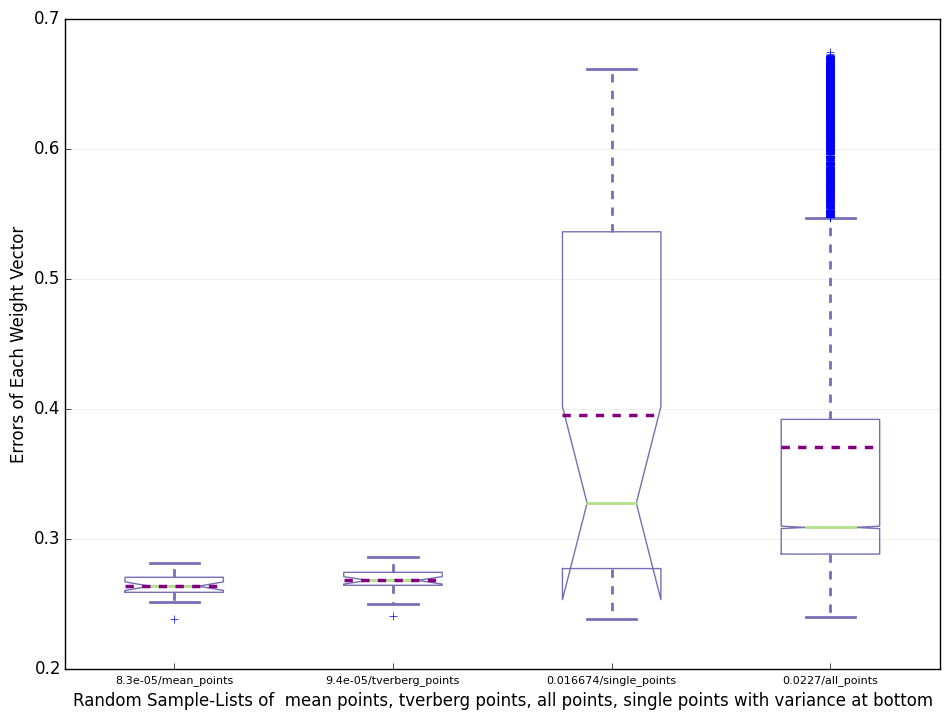 0.7
0.6
0.5
0.4
0.3
0.2
Errors of Each Weight Vector
8.3e-05/mean_points 9.4e-05/tverberg_points 0.016674/single_points 0.0227/all_points
Random Sample-Lists of  mean points, tverberg points, all points, single points with variance at bottom